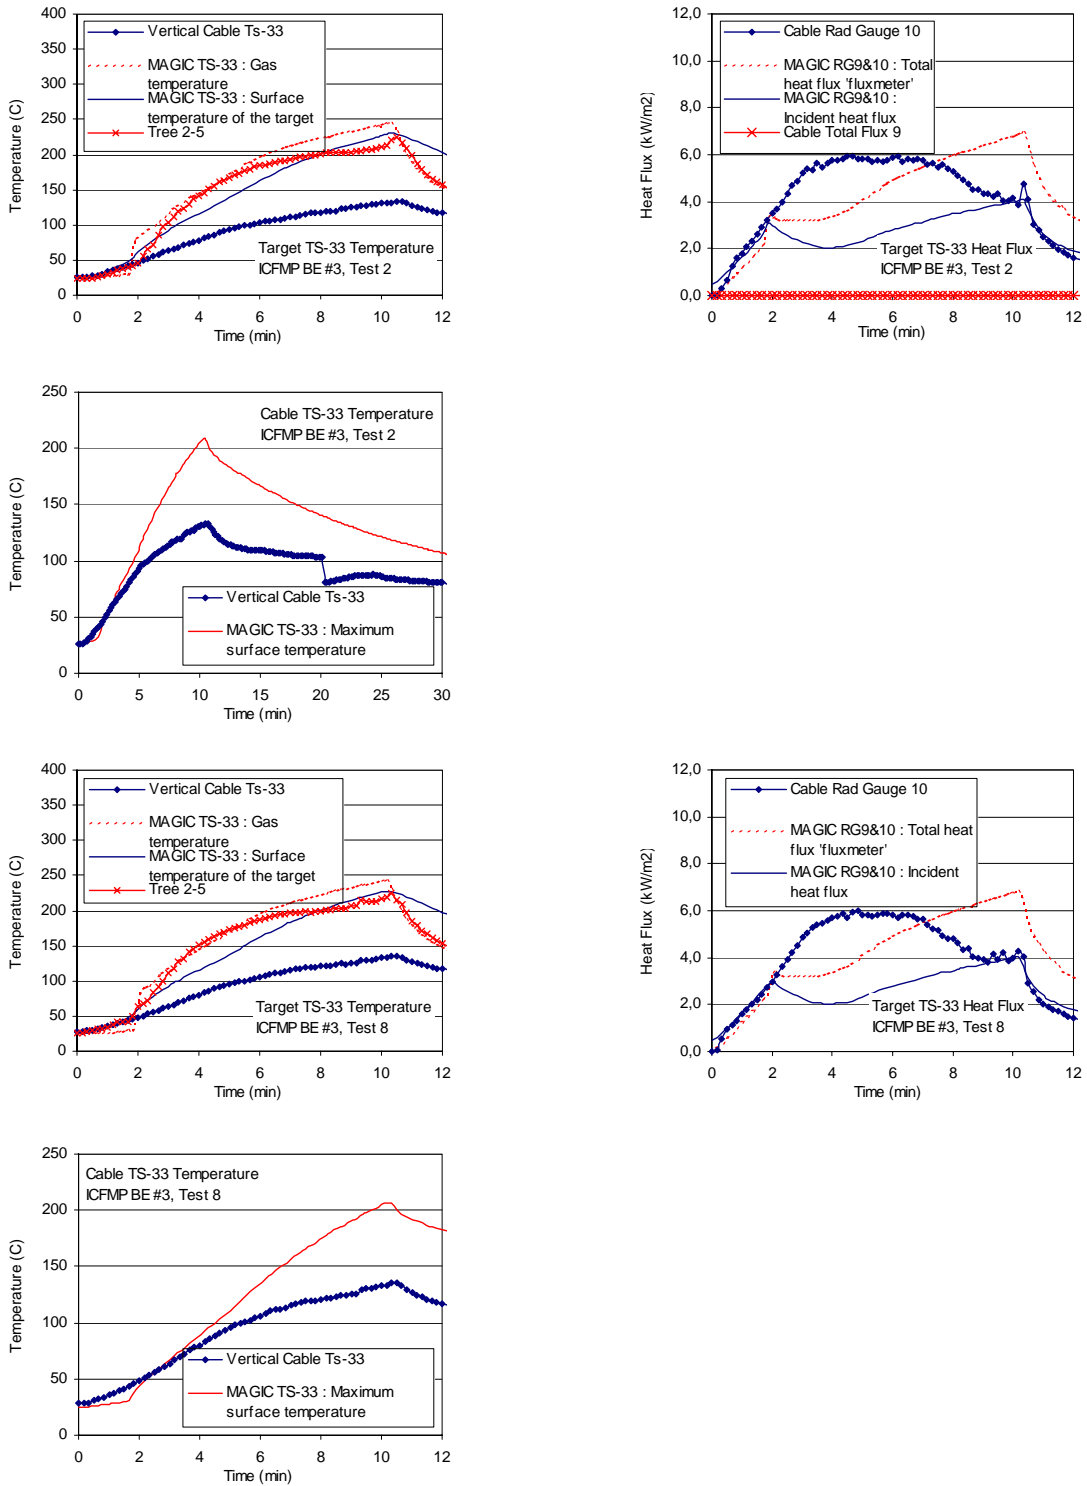 400
350
300
250
200
150
100
50
0
Temperature (C)
Vertical Cable Ts-33
MAGIC TS-33 : Gas
temperature
MAGIC TS-33 : Surface
temperature of the target
Tree 2-5
Target TS-33 Temperature
ICFMP BE #3, Test 2
0 2 4 6 8 10 12
Time (min)
12,0
10,0
8,0
6,0
4,0
2,0
0,0
Heat Flux (kW/m2)
Cable Rad Gauge 10
MAGIC RG9&10 : Total
heat flux 'fluxmeter'
MAGIC RG9&10 :
Incident heat flux
Cable Total Flux 9
Target TS-33 Heat Flux
ICFMP BE #3, Test 2
0 2 4 6 8 10 12
Time (min)
250
200
150
100
50
0
Temperature (C)
Cable TS-33 Temperature
ICFMP BE #3, Test 2
Vertical Cable Ts-33
MAGIC TS-33 : Maximum
surface temperature
0 5 10 15 20 25 30
Time (min)
400
350
300
250
200
150
100
50
0
Temperature (C)
Vertical Cable Ts-33
MAGIC TS-33 : Gas
temperature
MAGIC TS-33 : Surface
temperature of the target
Tree 2-5
Target TS-33 Temperature
ICFMP BE #3, Test 8
0 2 4 6 8 10 12
Time (min)
12,0
10,0
8,0
6,0
4,0
2,0
0,0
Heat Flux (kW/m2)
Cable Rad Gauge 10
MAGIC RG9&10 : Total heat
flux 'fluxmeter'
MAGIC RG9&10 : Incident
heat flux
Target TS-33 Heat Flux
ICFMP BE #3, Test 8
0 2 4 6 8 10 12
Time (min)
250
200
150
100
50
0
Temperature (C)
Cable TS-33 Temperature
ICFMP BE #3, Test 8
Vertical Cable Ts-33
MAGIC TS-33 : Maximum
surface temperature
0 2 4 6 8 10 12
Time (min)